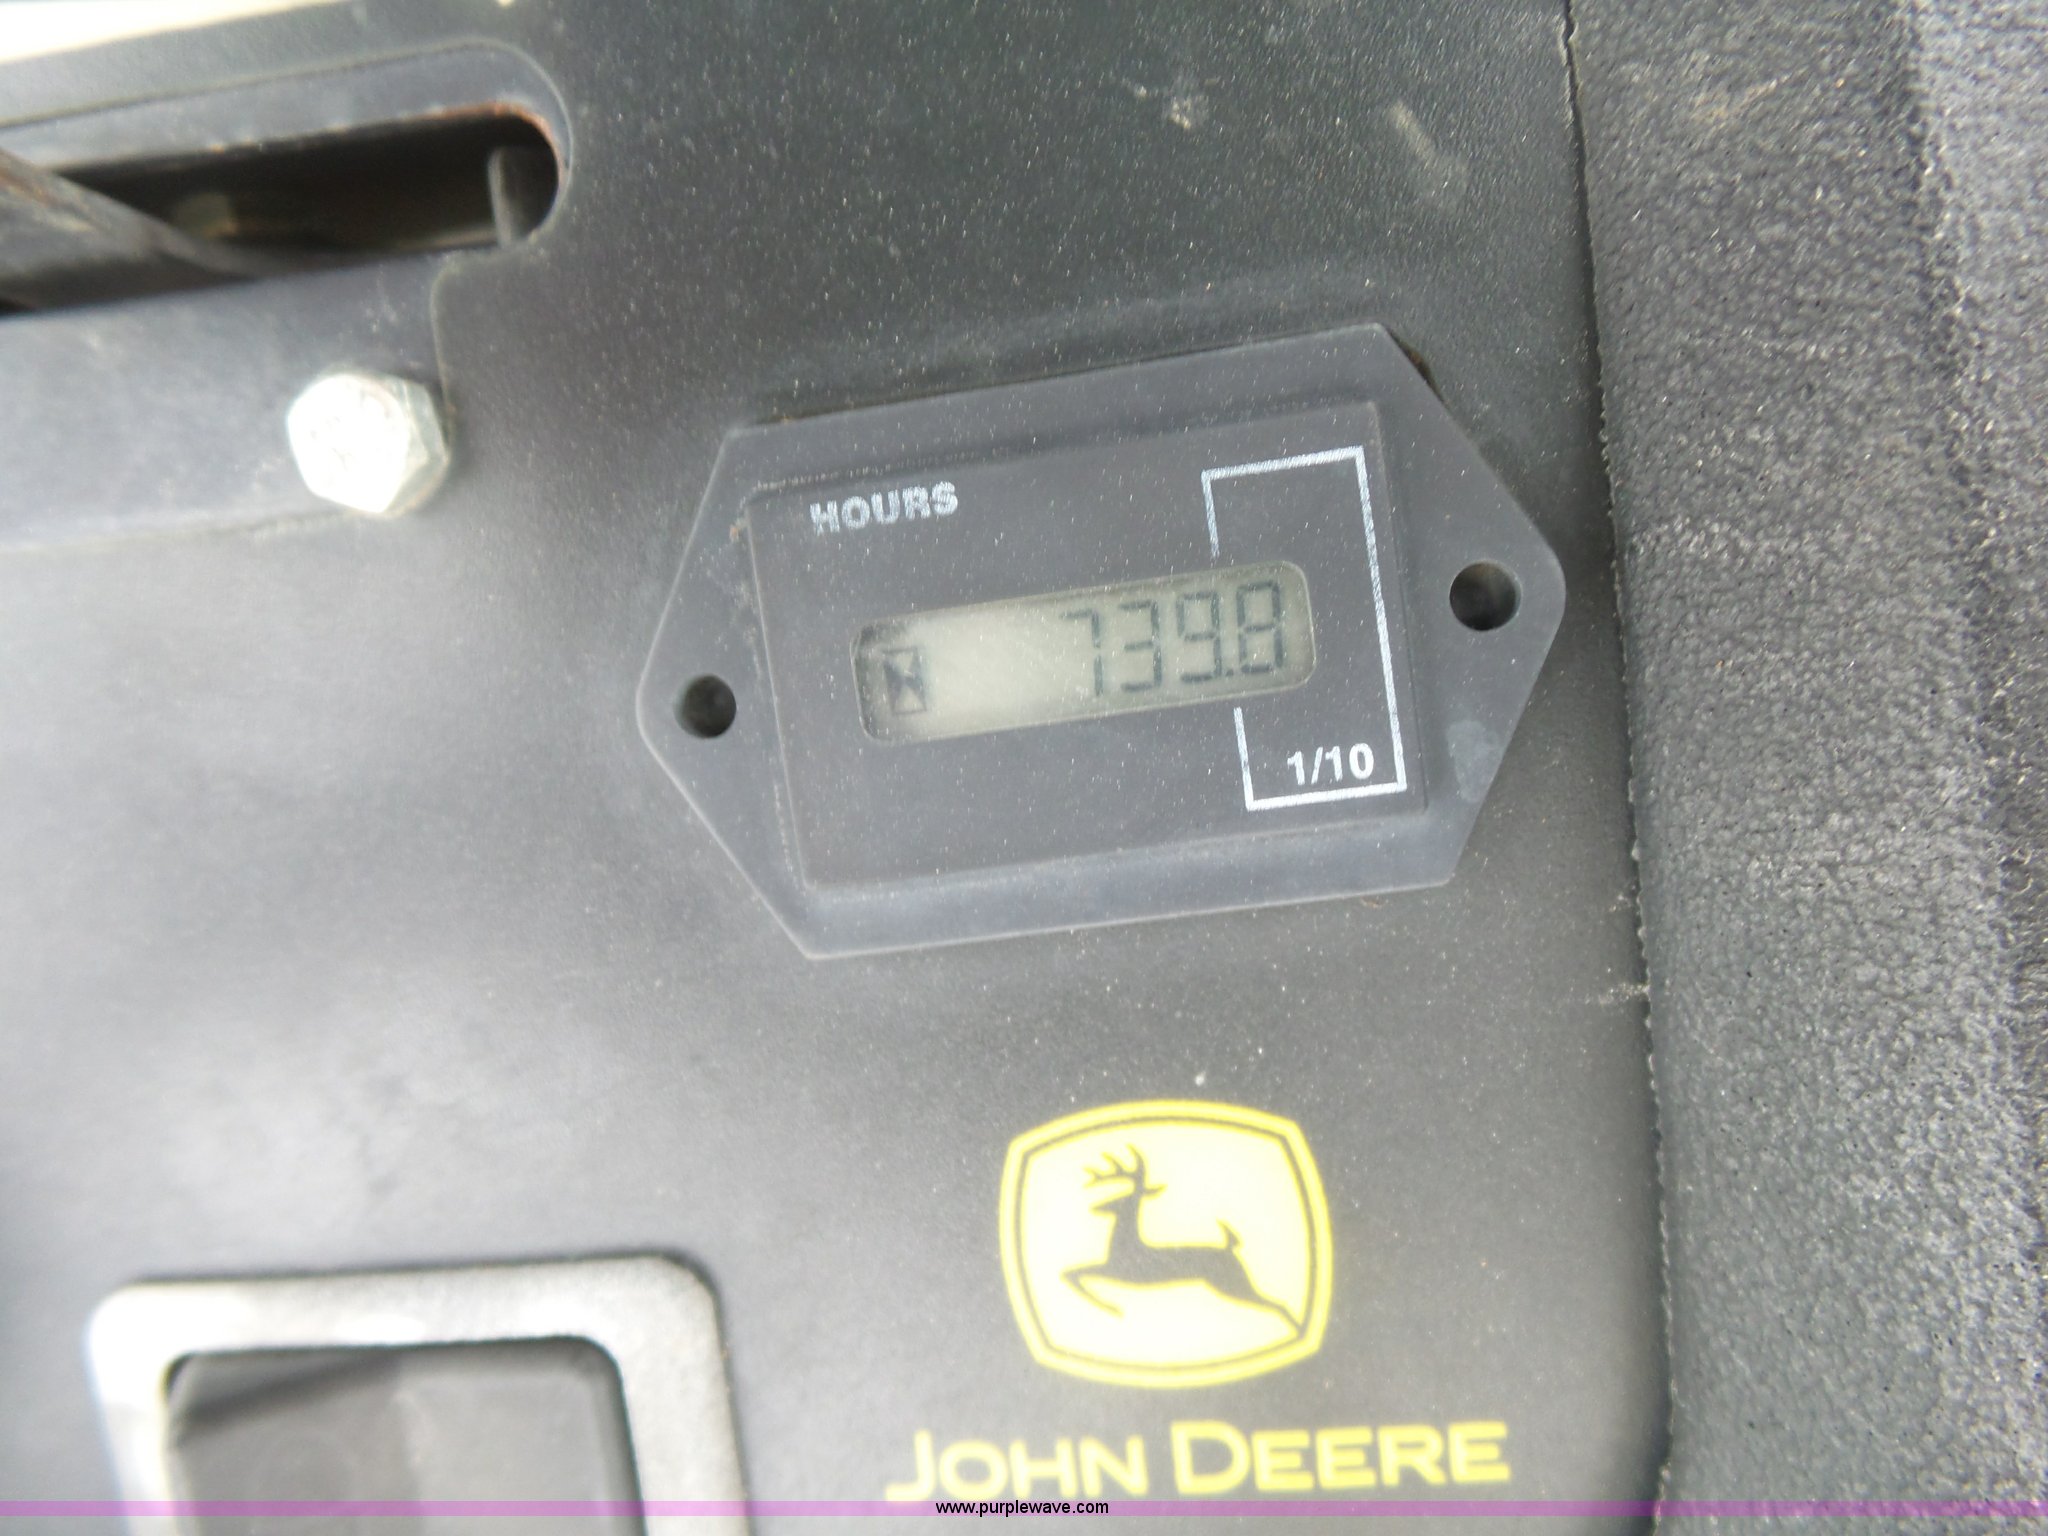 HOURS
739.8
1/10
JOHN DEERE
www.purplewave.com